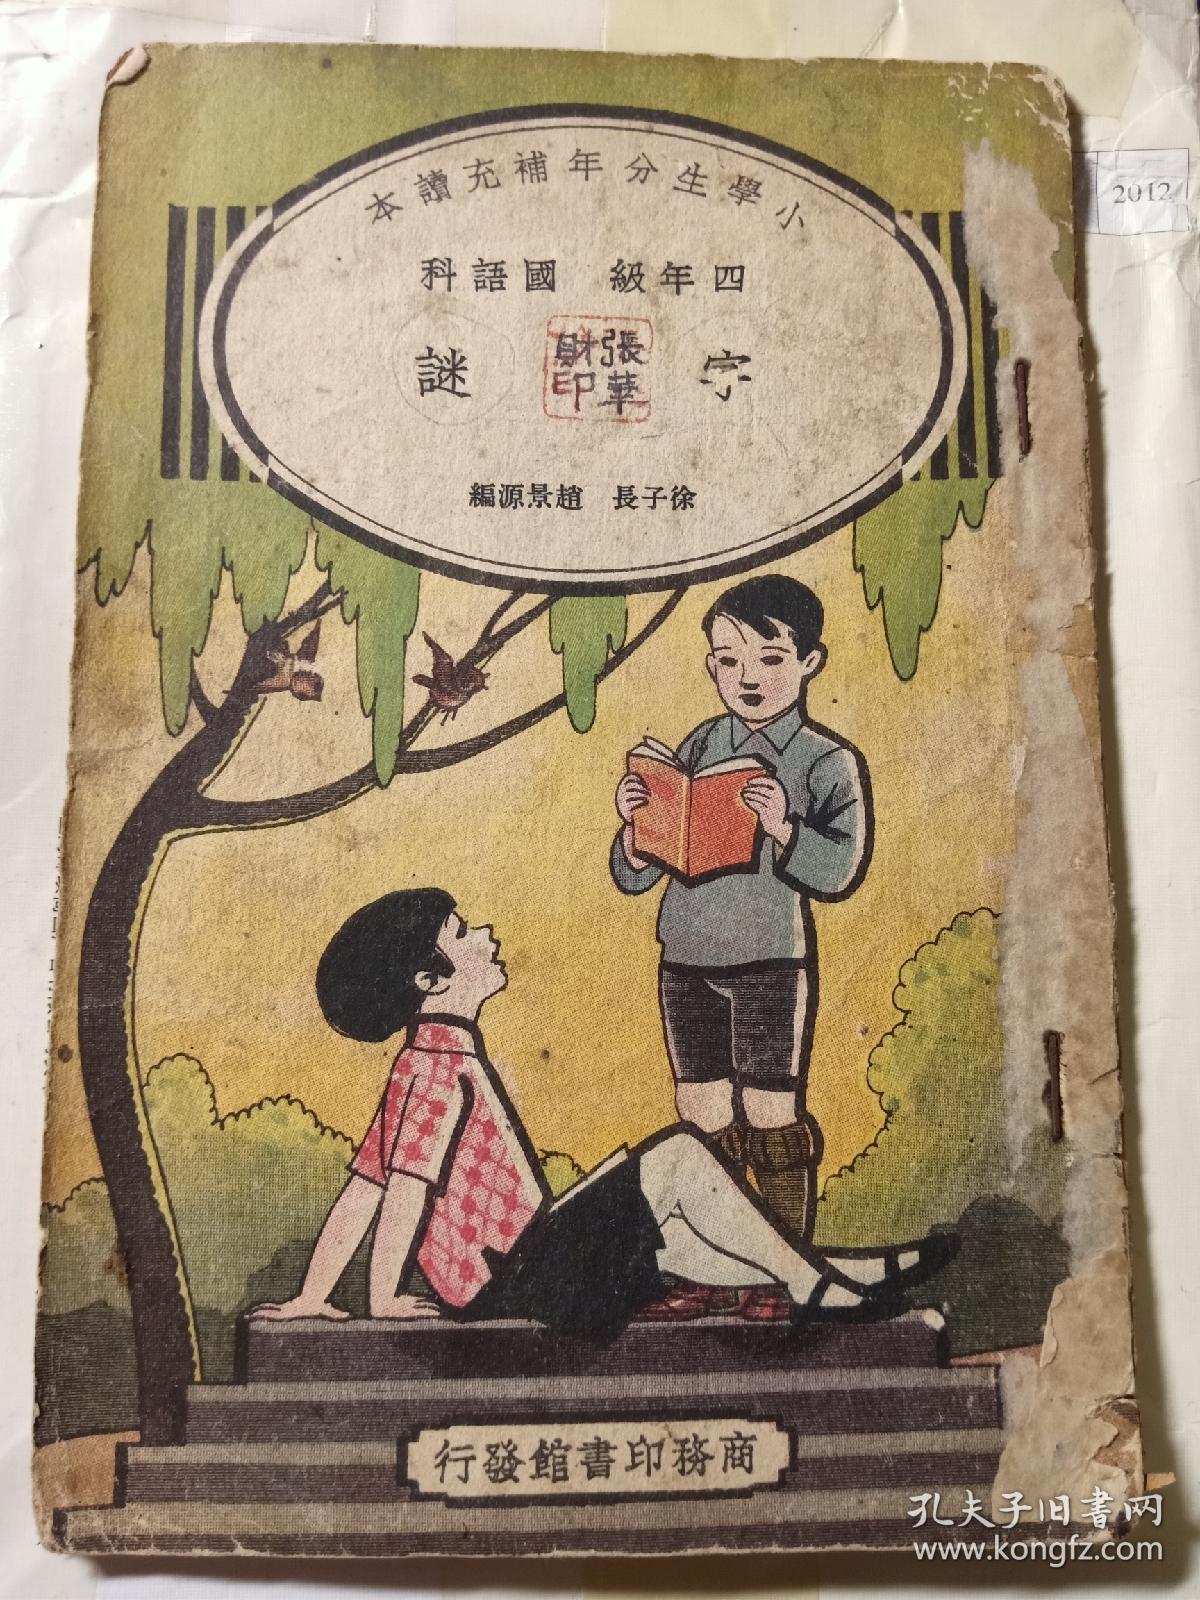 小學生分年補充讀本
四年級 國語科
字 謎
張華
財印
徐子長 趙景源編
商務印書館發行
2012
孔夫子旧书网
www.kongfz.com